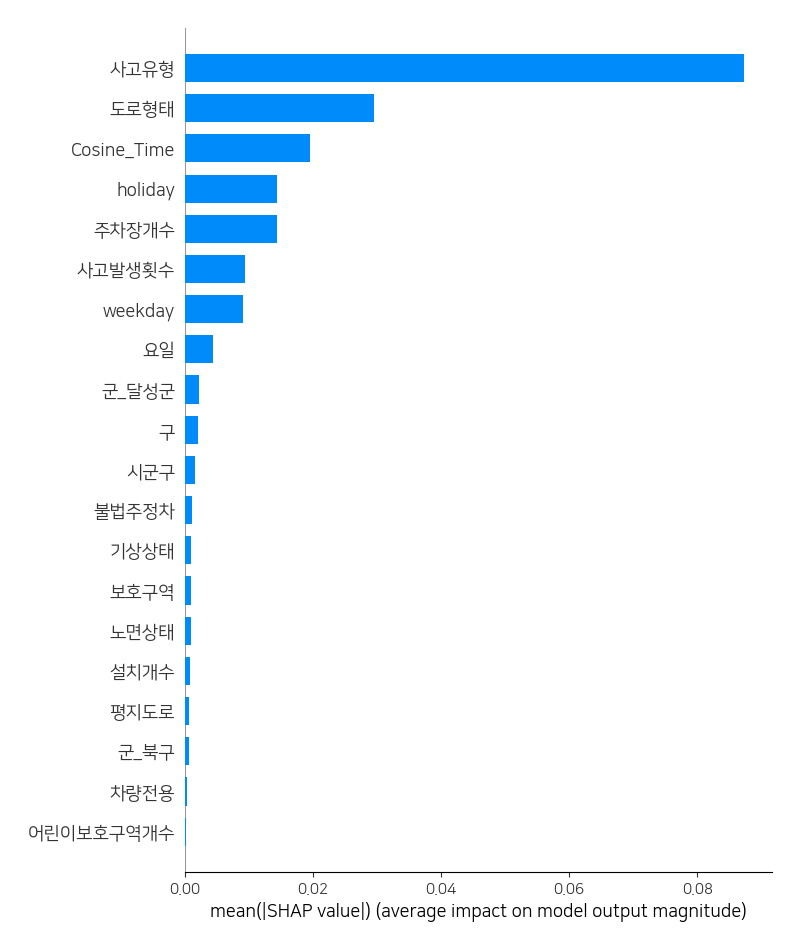 사고유형
도로형태
Cosine_Time
holiday
주차장개수
사고발생횟수
weekday
요일
군_달성군
구
시군구
불법주정차
기상상태
보호구역
노면상태
설치개수
평지도로
군_북구
차량전용
어린이보호구역개수
0.00 0.02 0.04 0.06 0.08
mean(|SHAP value|) (average impact on model output magnitude)